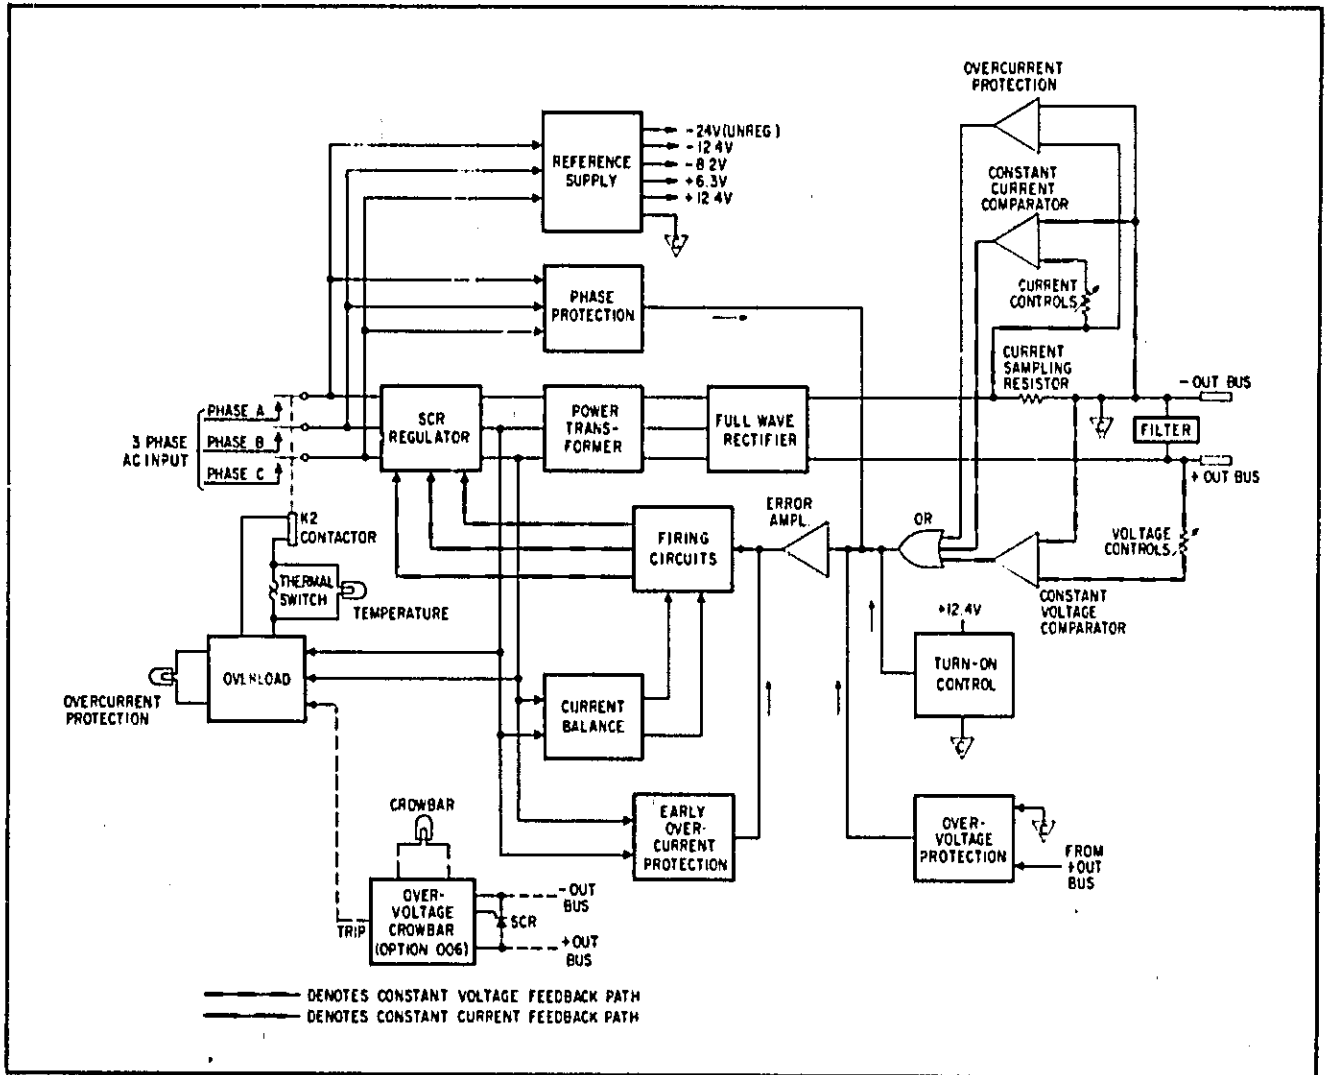 OVERCURRENT
PROTECTION
REFERENCE
SUPPLY
-24V(UNREG)
-12.4V
-8.2V
+6.3V
+12.4V
C
CONSTANT
CURRENT
COMPARATOR
CURRENT
CONTROLS
PHASE
PROTECTION
CURRENT
SAMPLING
RESISTOR
-OUT BUS
3 PHASE
AC INPUT
PHASE A
PHASE B
PHASE C
SCR
REGULATOR
POWER
TRANS-
FORMER
FULL WAVE
RECTIFIER
C
FILTER
+OUT BUS
K2
CONTACTOR
THERMAL
SWITCH
TEMPERATURE
FIRING
CIRCUITS
ERROR
AMPL.
OR
VOLTAGE
CONTROLS
CONSTANT
VOLTAGE
COMPARATOR
+12.4V
TURN-ON
CONTROL
C
OVERLOAD
OVERCURRENT
PROTECTION
CURRENT
BALANCE
CROWBAR
EARLY
OVER-
CURRENT
PROTECTION
OVER-
VOLTAGE
PROTECTION
C
FROM
+OUT
BUS
TRIP
OVER-
VOLTAGE
CROWBAR
(OPTION 006)
-OUT
BUS
SCR
+OUT
BUS
DENOTES CONSTANT VOLTAGE FEEDBACK PATH
DENOTES CONSTANT CURRENT FEEDBACK PATH